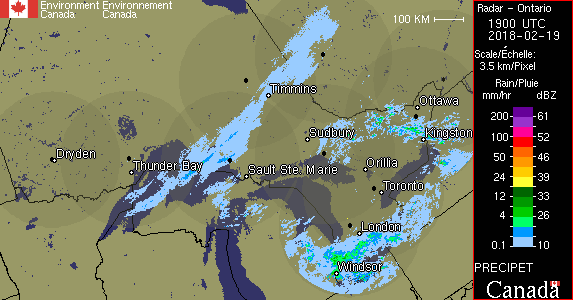 Environment Environnement
Canada Canada
100 KM
Timmins
Ottawa
Sudbury
Kingston
Dryden
Thunder Bay
Sault Ste. Marie
Orillia
Toronto
London
Windsor
Radar - Ontario
1900 UTC
2018-02-19
Scale/Échelle:
3.5 km/Pixel
Rain/Pluie
mm/hr dBZ
200 61
100 52
50 46
24 39
12 33
4 26
0.1 10
PRECIPET
Canada